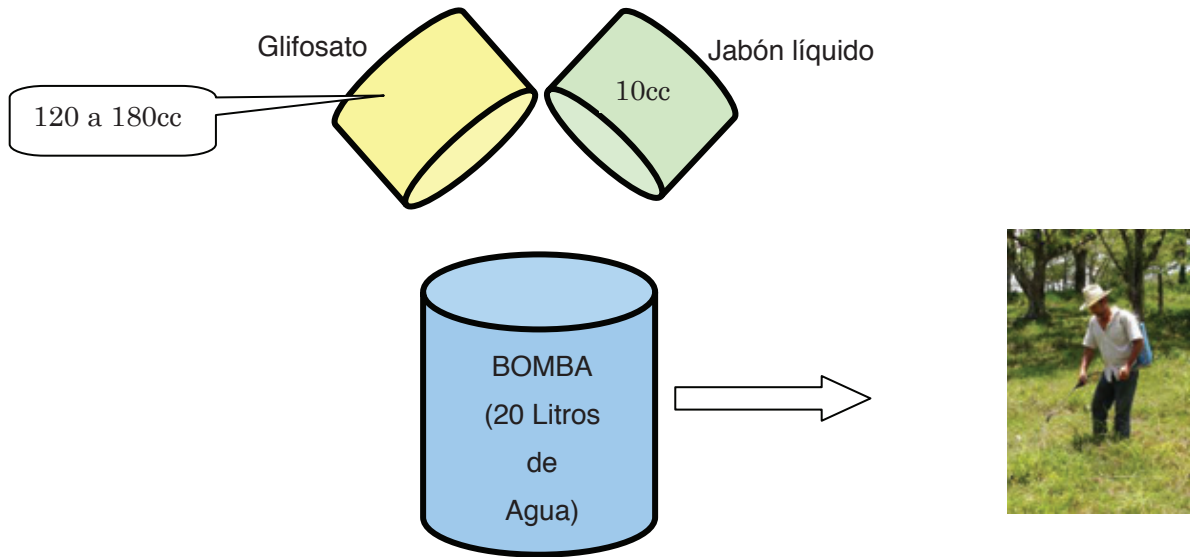 Glifosato
Jabón líquido
120 a 180cc
10cc
BOMBA
(20 Litros
de
Agua)